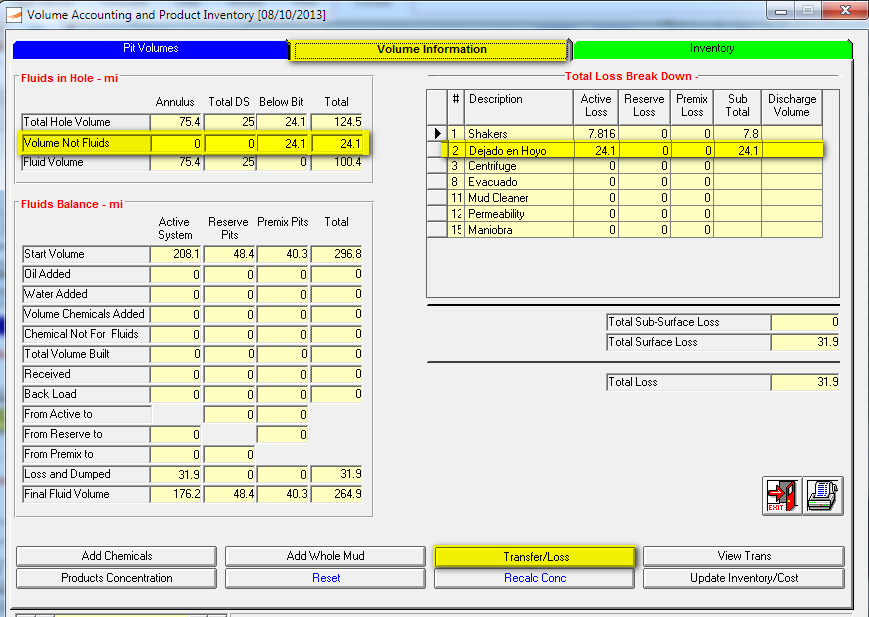 Volume Accounting and Product Inventory [08/10/2013]
Pit Volumes Volume Information Inventory
Fluids in Hole - mi
Annulus Total DS Below Bit Total
Total Hole Volume 75.4 25 24.1 124.5
Volume Not Fluids 0 0 24.1 24.1
Fluid Volume 75.4 25 0 100.4
Fluids Balance - mi
Active System Reserve Pits Premix Pits Total
Start Volume 208.1 48.4 40.3 296.8
Oil Added 0 0 0 0
Water Added 0 0 0 0
Volume Chemicals Added 0 0 0 0
Chemical Not For Fluids 0 0 0 0
Total Volume Built 0 0 0 0
Received 0 0 0 0
Back Load 0 0 0 0
From Active to 0 0
From Reserve to 0 0
From Premix to 0 0
Loss and Dumped 31.9 0 0 31.9
Final Fluid Volume 176.2 48.4 40.3 264.9
Total Loss Break Down -
# Description Active Loss Reserve Loss Premix Loss Sub Total Discharge Volume
1 Shakers 7.816 0 0 7.8
2 Dejado en Hoyo 24.1 0 0 24.1
3 Centrifuge 0 0 0
8 Evacuado 0 0 0
11 Mud Cleaner 0 0 0
12 Permeability 0 0 0
15 Maniobra 0 0 0
Total Sub-Surface Loss 0
Total Surface Loss 31.9
Total Loss 31.9
EXIT
Add Chemicals Add Whole Mud Transfer/Loss View Trans
Products Concentration Reset Recalc Conc Update Inventory/Cost